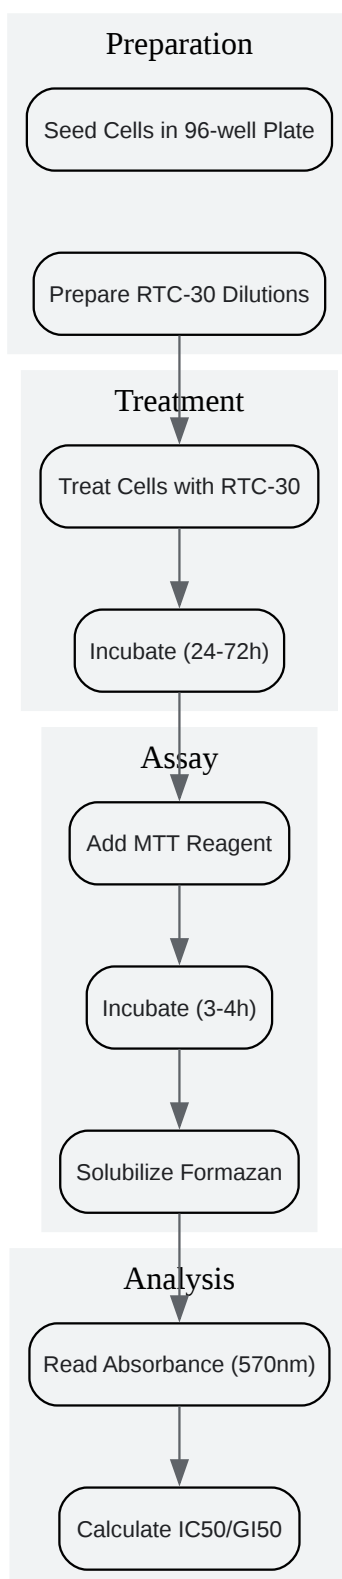 Preparation
Seed Cells in 96-well Plate
Prepare RTC-30 Dilutions
Treatment
Treat Cells with RTC-30
Incubate (24-72h)
Assay
Add MTT Reagent
Incubate (3-4h)
Solubilize Formazan
Analysis
Read Absorbance (570nm)
Calculate IC50/GI50